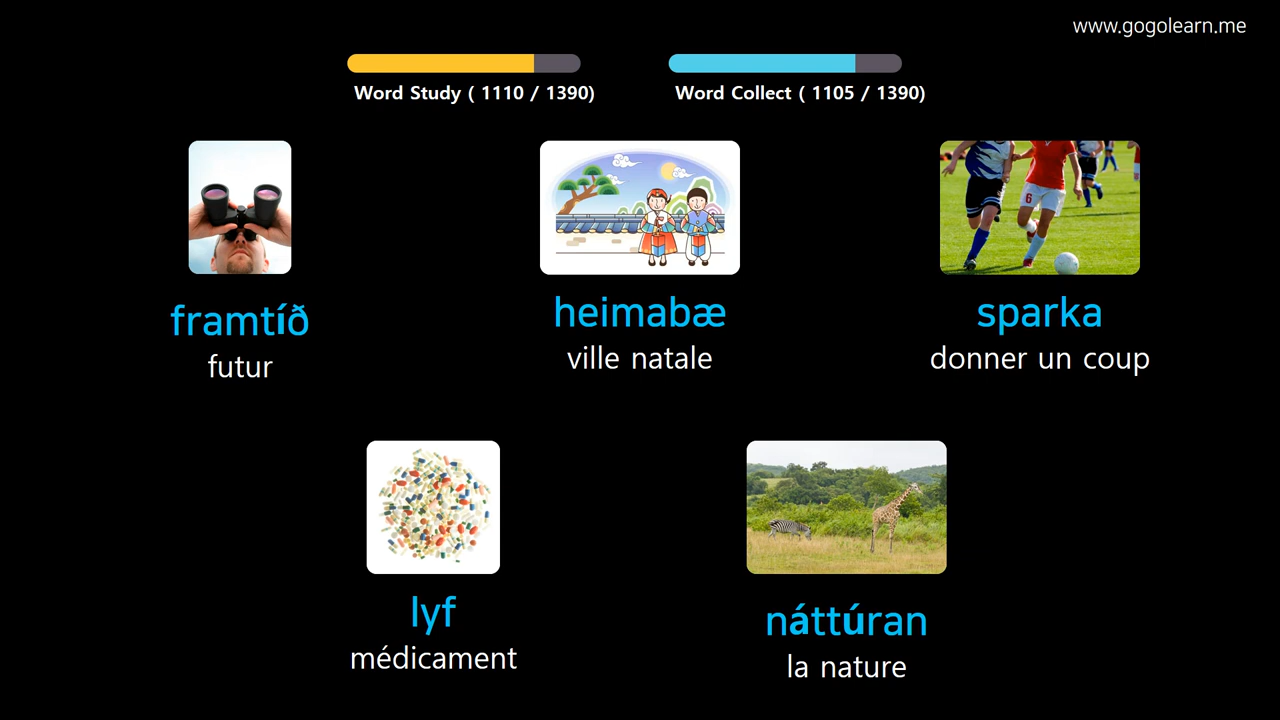 www.gogolearn.me
Word Study ( 1110 / 1390)
Word Collect ( 1105 / 1390)
framtíð
futur
heimabæ
ville natale
sparka
donner un coup
6
lyf
médicament
náttúran
la nature